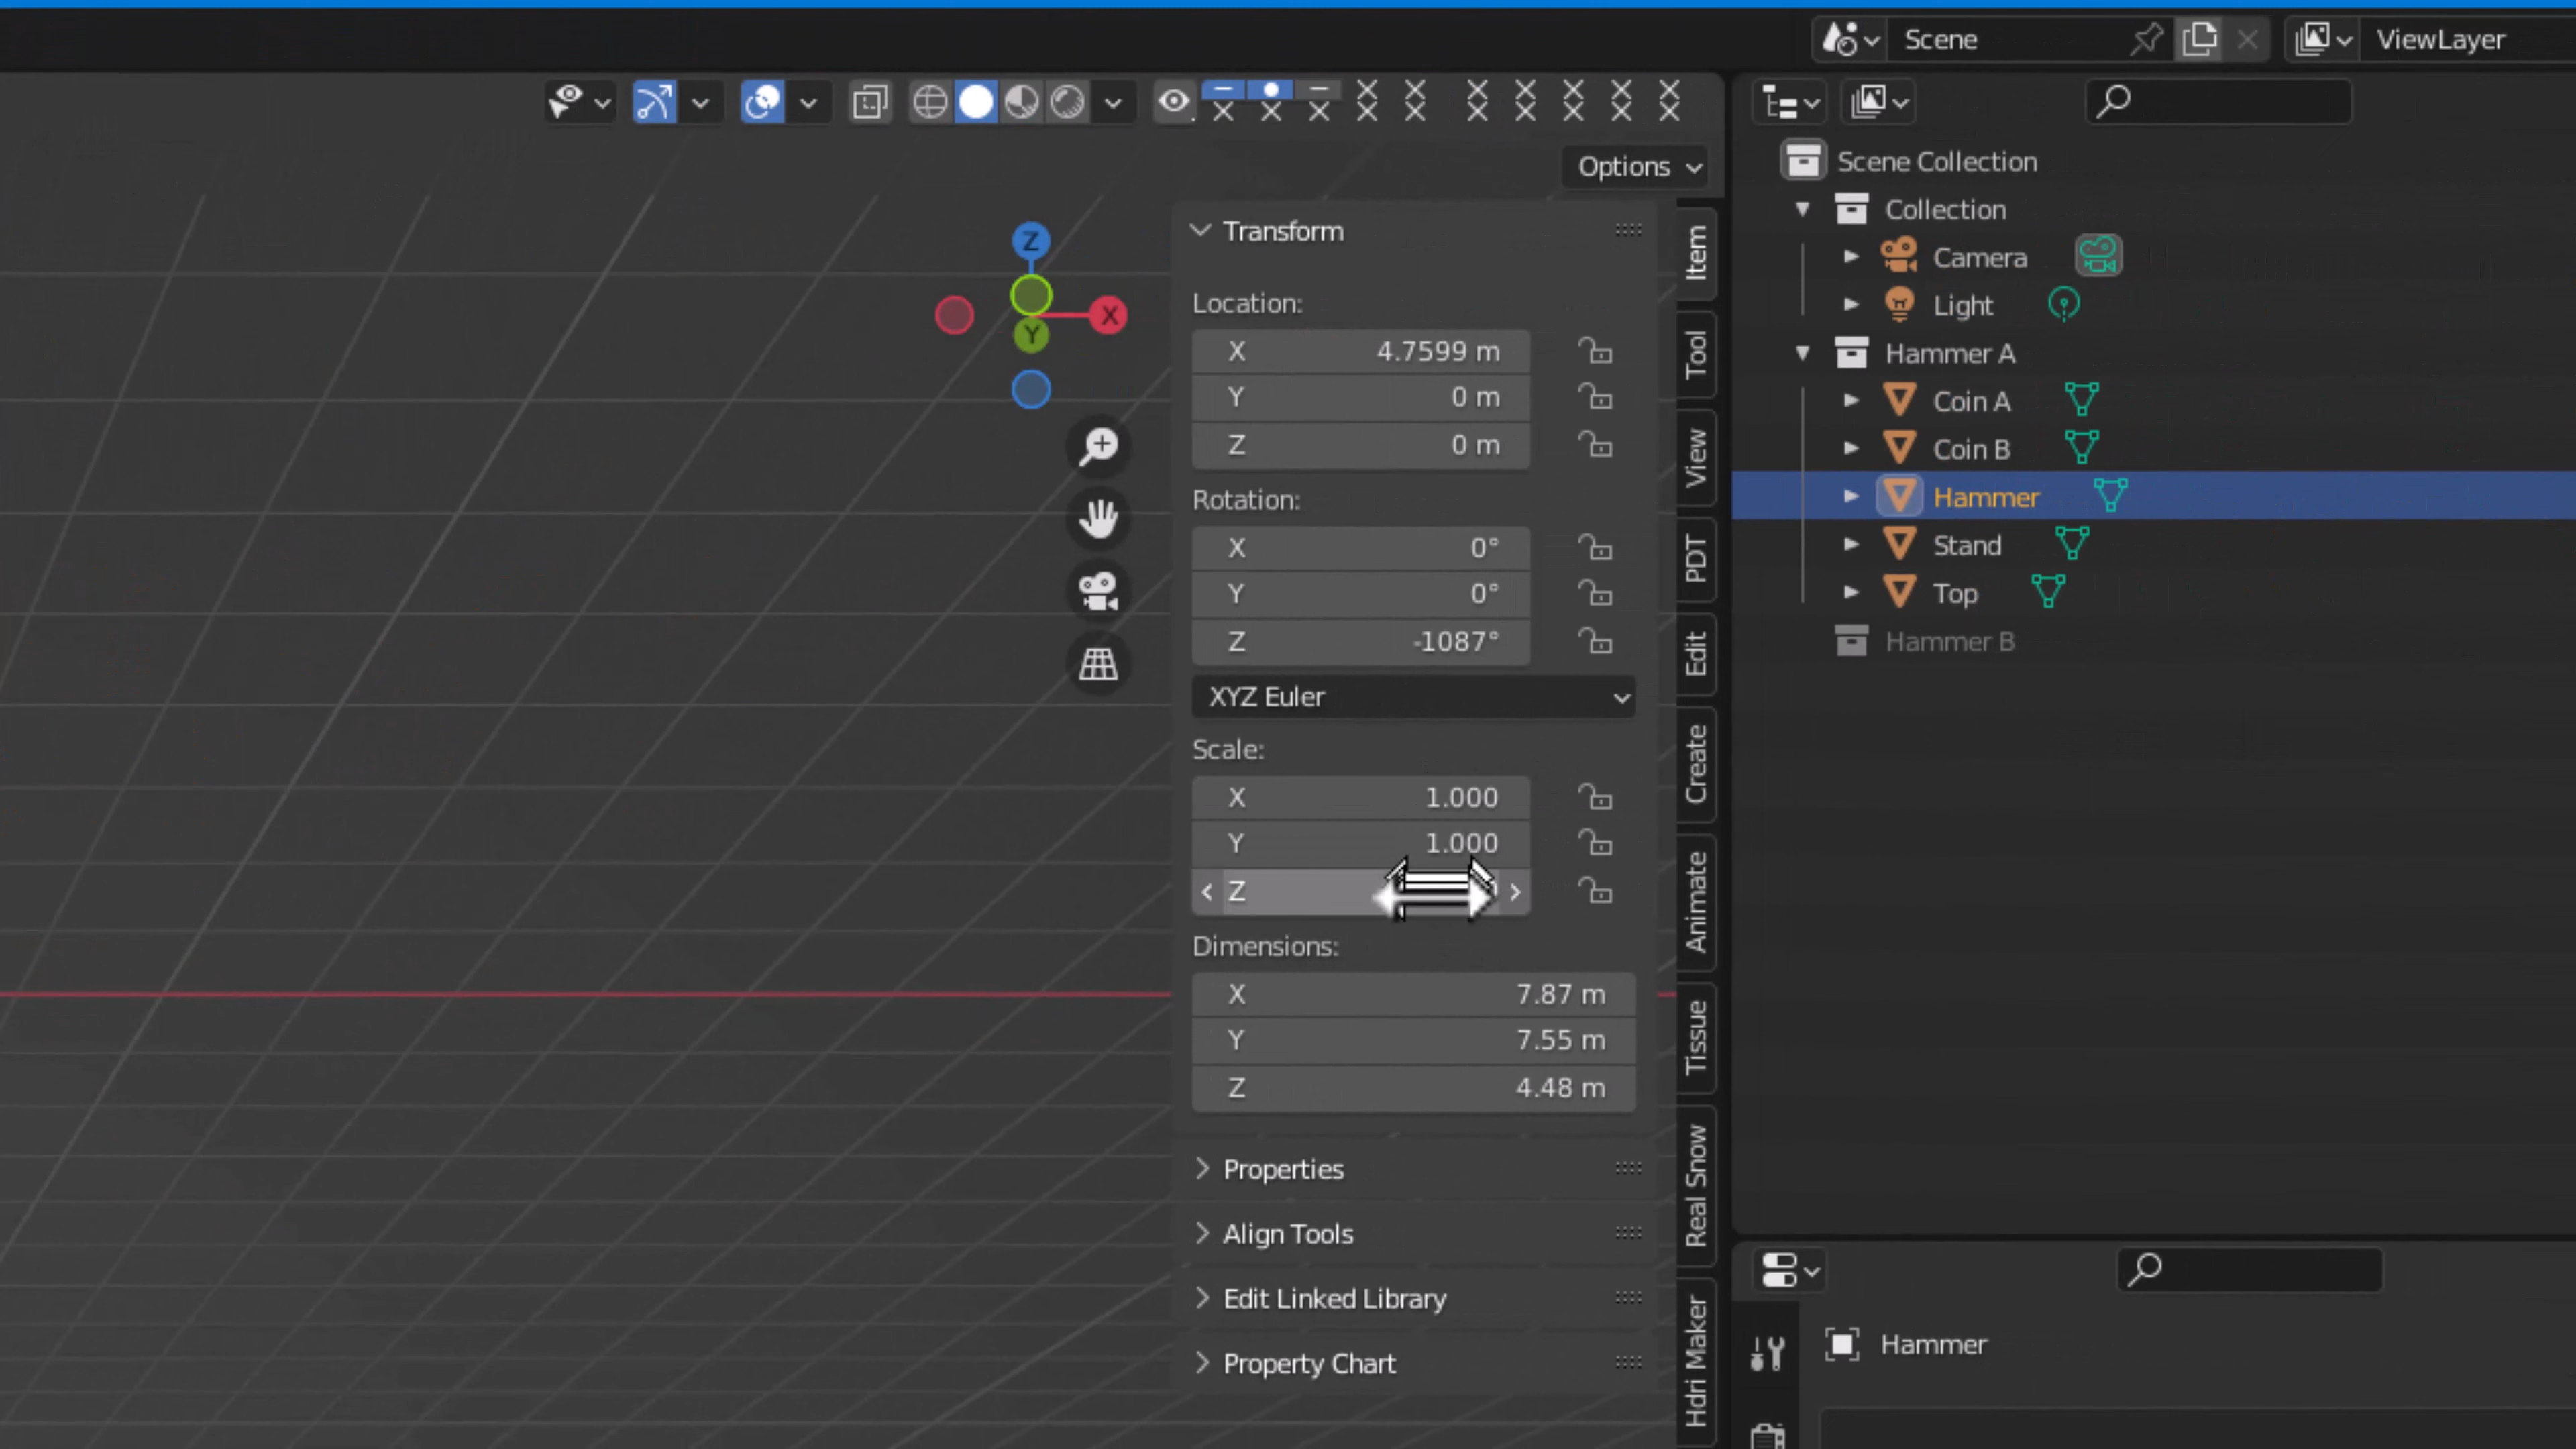 Scene
ViewLayer
Options
Scene Collection
Collection
Camera
Light
Hammer A
Coin A
Coin B
Hammer
Stand
Top
Hammer B
Z
X
Y
Transform
Location:
X 4.7599 m
Y 0 m
Z 0 m
Rotation:
X 0°
Y 0°
Z -1087°
XYZ Euler
Scale:
X 1.000
Y 1.000
Z
Dimensions:
X 7.87 m
Y 7.55 m
Z 4.48 m
Properties
Align Tools
Edit Linked Library
Property Chart
Item
Tool
View
PDT
Edit
Create
Animate
Tissue
Real Snow
Hdri Maker
Hammer